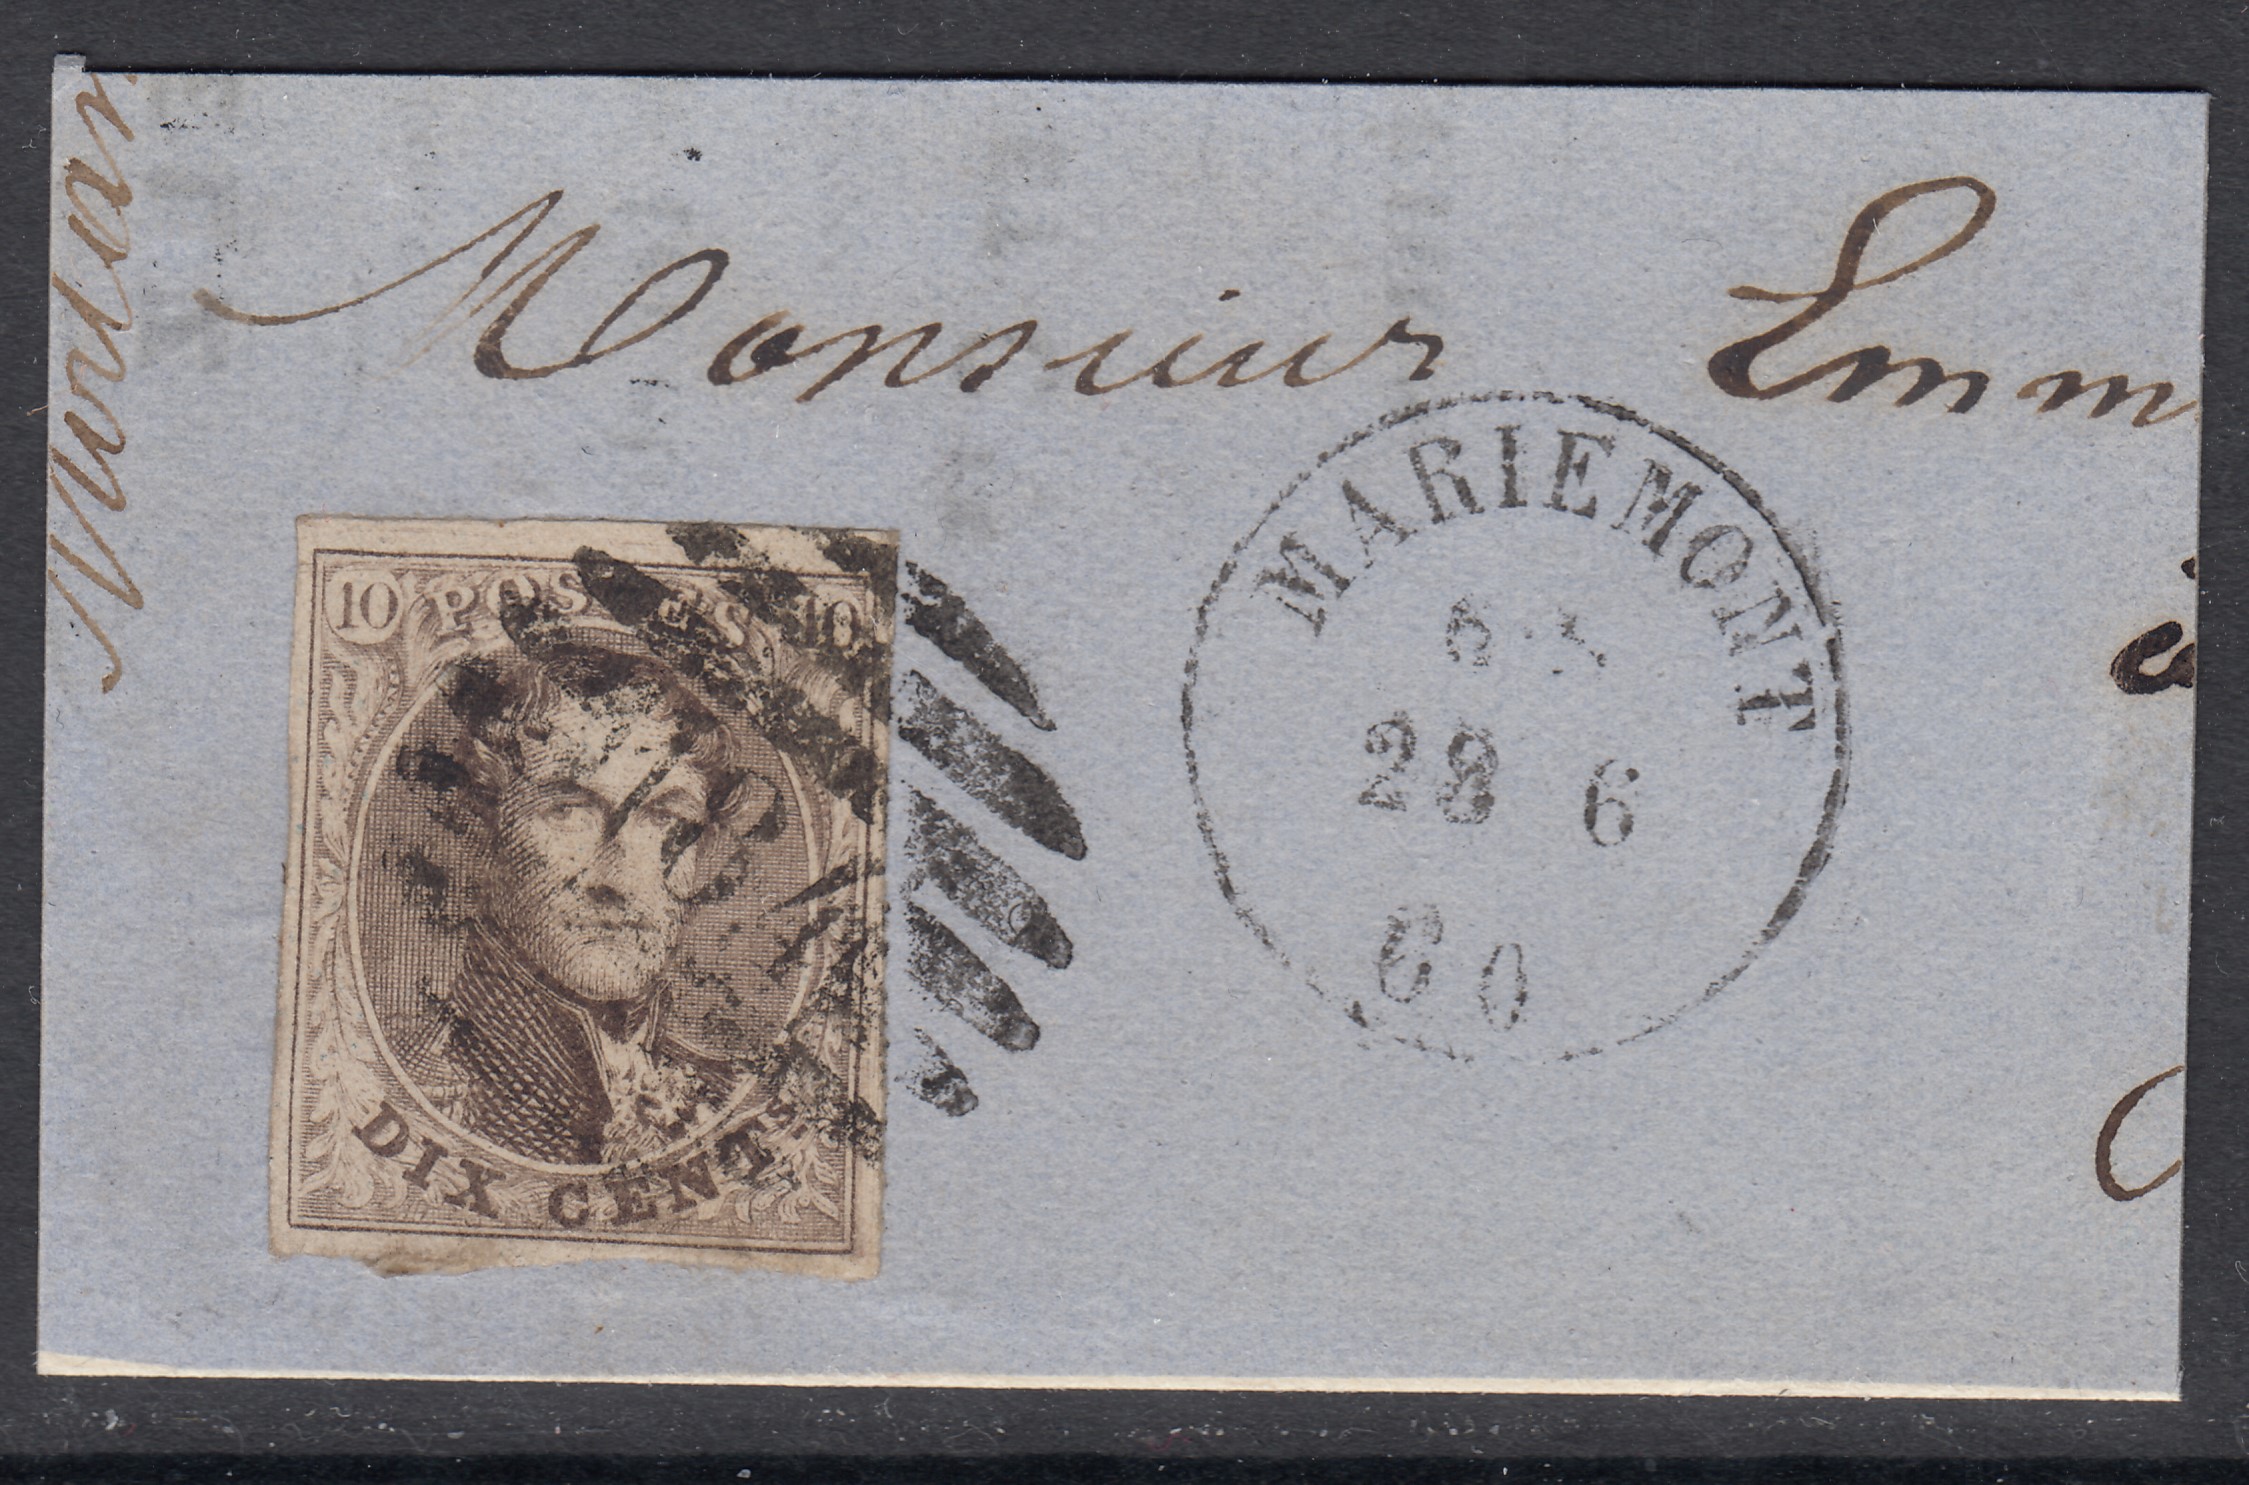 Monsieur Emm
MARIEMONT
28 6
60
10 POSTES 10
DIX CENTS